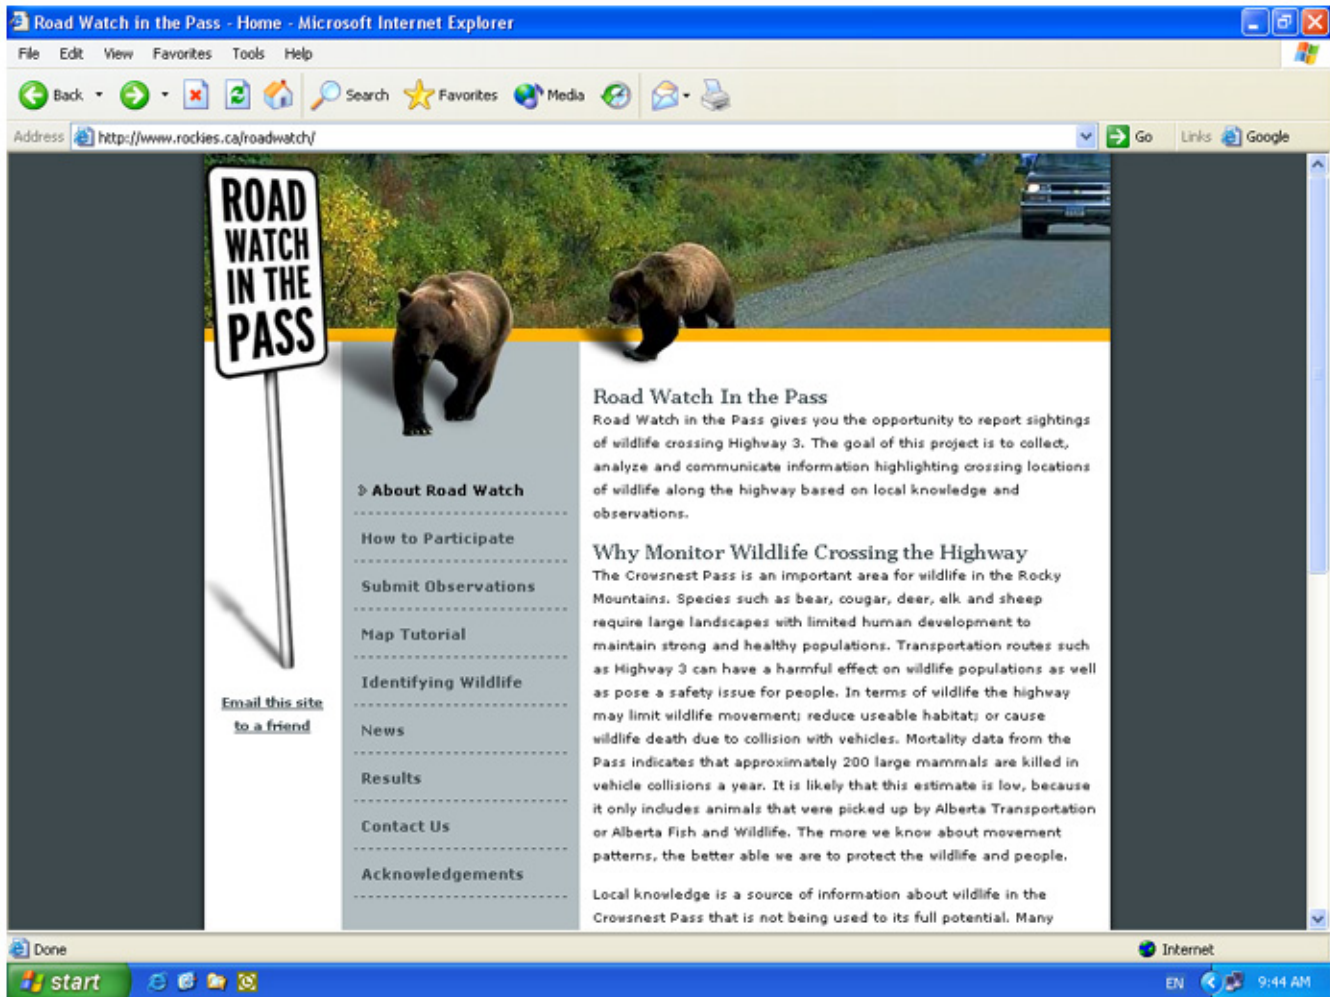 Road Watch in the Pass - Home - Microsoft Internet Explorer
File Edit View Favorites Tools Help
Back Search Favorites Media
Address http://www.rockies.ca/roadwatch/ Go Links Google
ROAD
WATCH
IN THE
PASS
Email this site
to a friend
About Road Watch
How to Participate
Submit Observations
Map Tutorial
Identifying Wildlife
News
Results
Contact Us
Acknowledgements
Road Watch In the Pass
Road Watch in the Pass gives you the opportunity to report sightings
of wildlife crossing Highway 3. The goal of this project is to collect,
analyze and communicate information highlighting crossing locations
of wildlife along the highway based on local knowledge and
observations.
Why Monitor Wildlife Crossing the Highway
The Crowsnest Pass is an important area for wildlife in the Rocky
Mountains. Species such as bear, cougar, deer, elk and sheep
require large landscapes with limited human development to
maintain strong and healthy populations. Transportation routes such
as Highway 3 can have a harmful effect on wildlife populations as well
as pose a safety issue for people. In terms of wildlife the highway
may limit wildlife movement; reduce useable habitat; or cause
wildlife death due to collision with vehicles. Mortality data from the
Pass indicates that approximately 200 large mammals are killed in
vehicle collisions a year. It is likely that this estimate is low, because
it only includes animals that were picked up by Alberta Transportation
or Alberta Fish and Wildlife. The more we know about movement
patterns, the better able we are to protect the wildlife and people.
Local knowledge is a source of information about wildlife in the
Crowsnest Pass that is not being used to its full potential. Many
Done Internet
start EN 9:44 AM